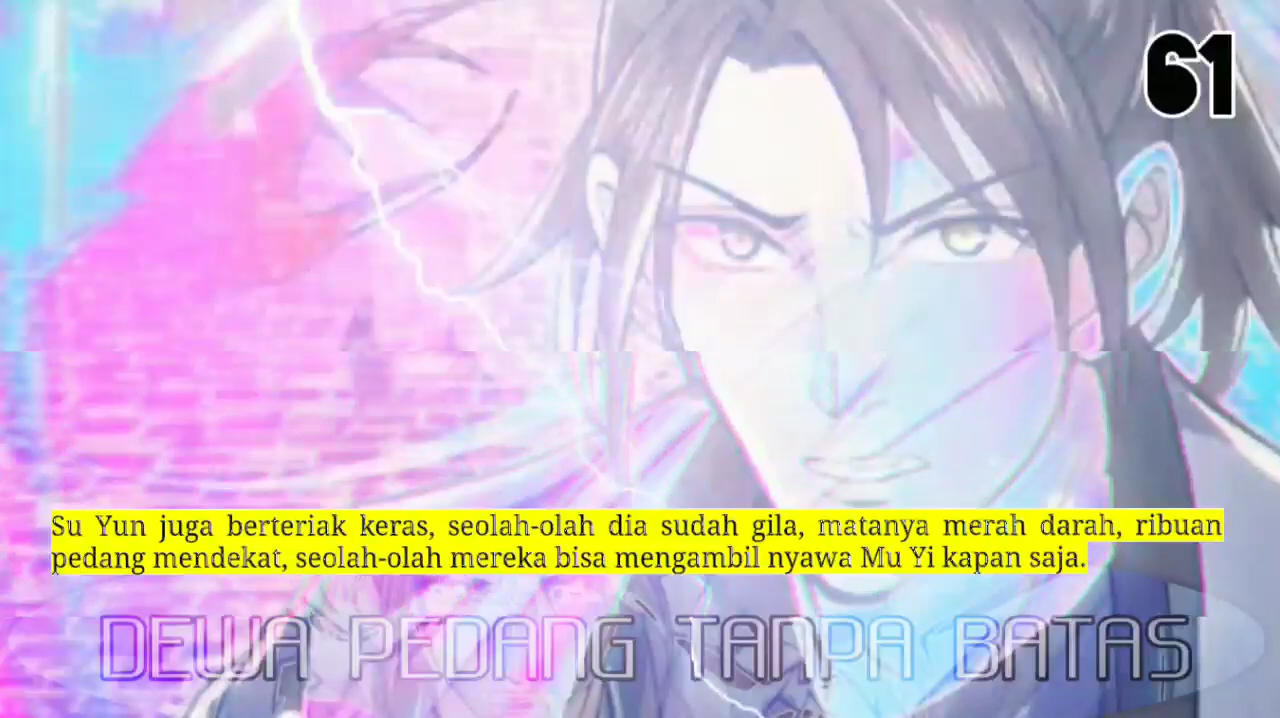 61
Su Yun juga berteriak keras, seolah-olah dia sudah gila, matanya merah darah, ribuan
pedang mendekat, seolah-olah mereka bisa mengambil nyawa Mu Yi kapan saja.
DEWA PEDANG TANPA BATAS